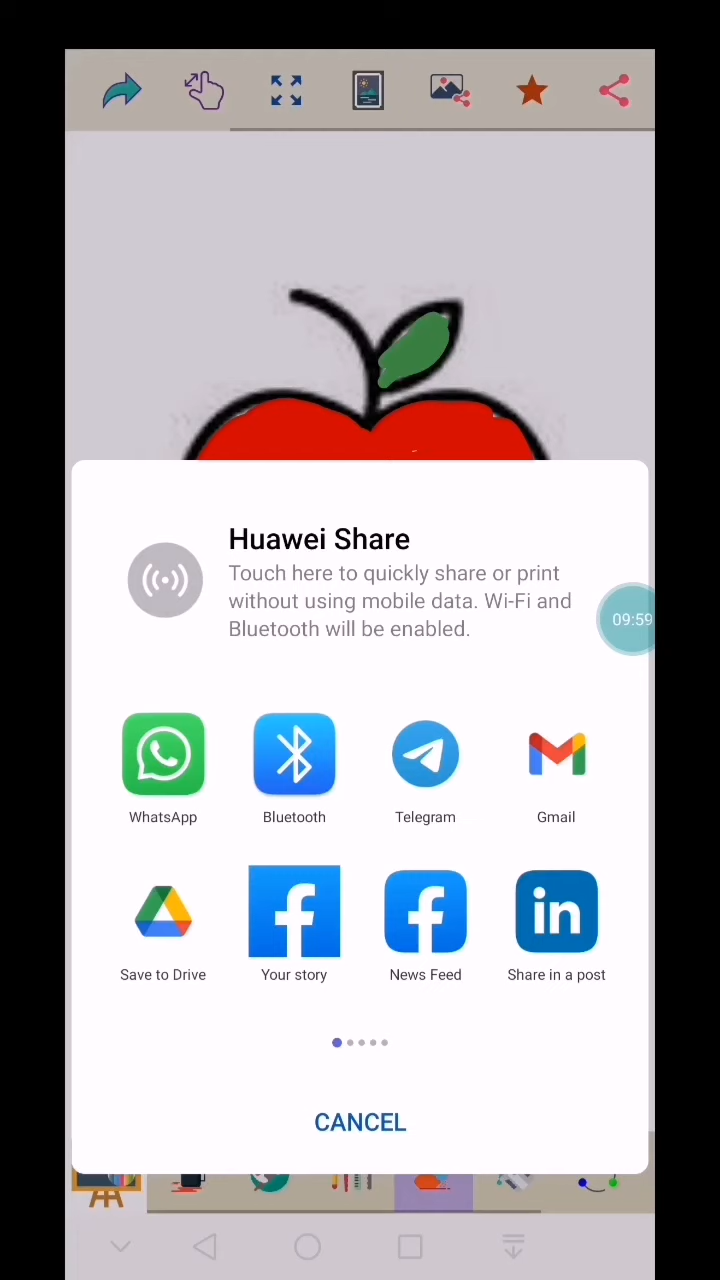 Huawei Share
Touch here to quickly share or print
without using mobile data. Wi-Fi and
Bluetooth will be enabled.
09:59
WhatsApp
Bluetooth
Telegram
Gmail
in
Save to Drive
Your story
News Feed
Share in a post
CANCEL